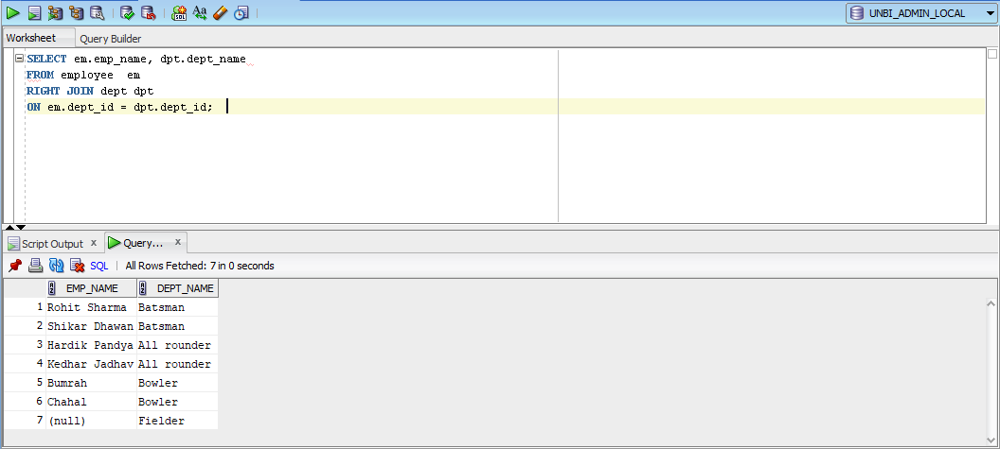 UNBI_ADMIN_LOCAL
Worksheet Query Builder
SELECT em.emp_name, dpt.dept_name
FROM employee  em
RIGHT JOIN dept dpt
ON em.dept_id = dpt.dept_id;
Script Output x Query... x
SQL | All Rows Fetched: 7 in 0 seconds
EMP_NAME DEPT_NAME
1 Rohit Sharma Batsman
2 Shikar Dhawan Batsman
3 Hardik Pandya All rounder
4 Kedhar Jadhav All rounder
5 Bumrah Bowler
6 Chahal Bowler
7 (null) Fielder